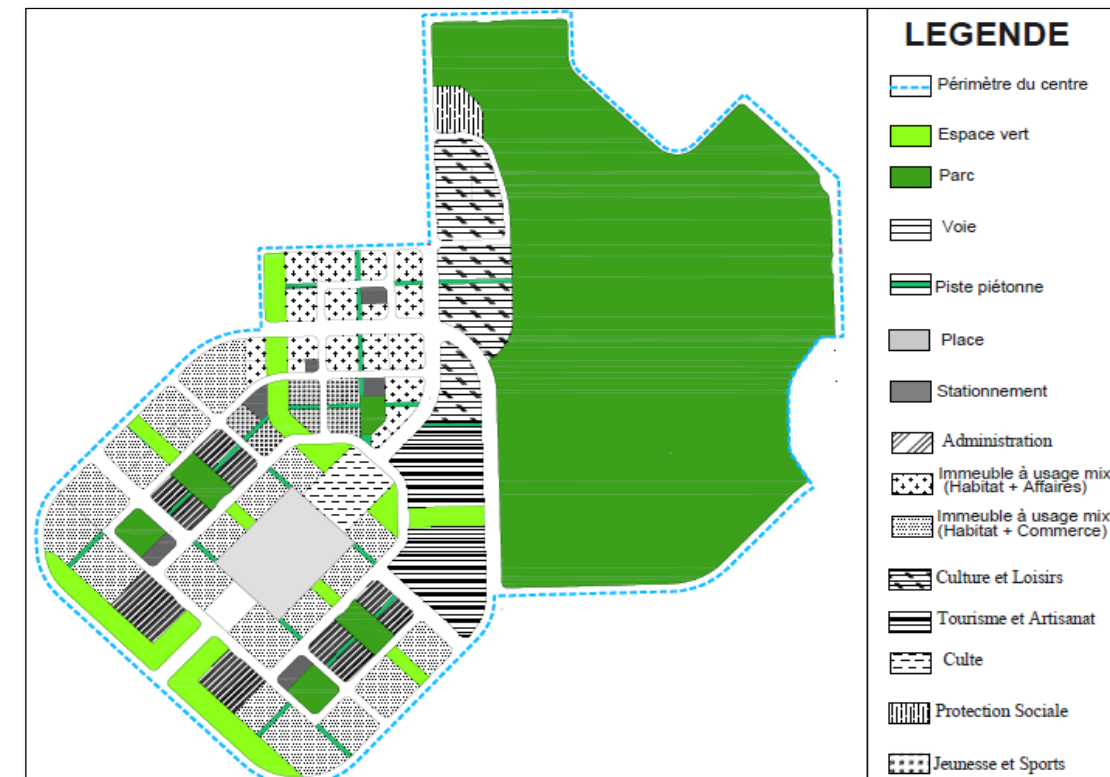 LEGENDE
Périmètre du centre
Espace vert
Parc
Voie
Piste piétonne
Place
Stationnement
Administration
Immeuble à usage mix
(Habitat + Affaires)
Immeuble à usage mix
(Habitat + Commerce)
Culture et Loisirs
Tourisme et Artisanat
Culte
Protection Sociale
Jeunesse et Sports